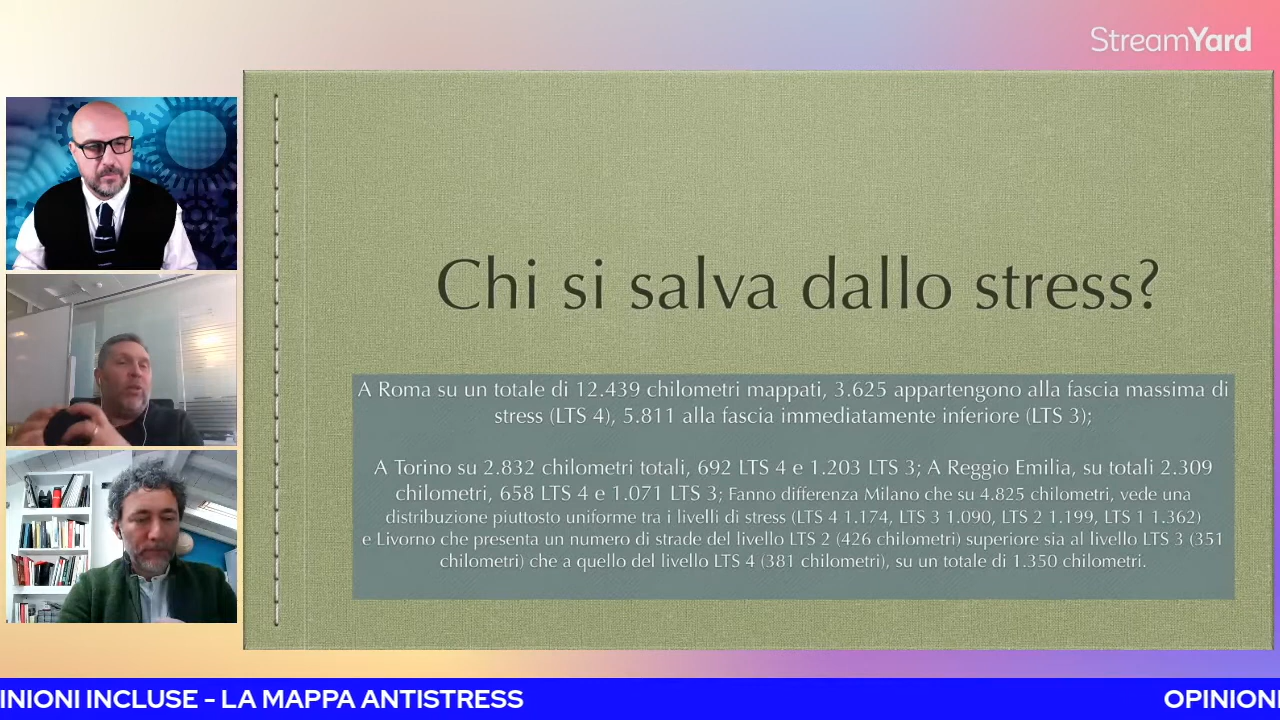 StreamYard
Chi si salva dallo stress?
A Roma su un totale di 12.439 chilometri mappati, 3.625 appartengono alla fascia massima di
stress (LTS 4), 5.811 alla fascia immediatamente inferiore (LTS 3);
A Torino su 2.832 chilometri totali, 692 LTS 4 e 1.203 LTS 3; A Reggio Emilia, su totali 2.309
chilometri, 658 LTS 4 e 1.071 LTS 3; Fanno differenza Milano che su 4.825 chilometri, vede una
distribuzione piuttosto uniforme tra i livelli di stress (LTS 4 1.174, LTS 3 1.090, LTS 2 1.199, LTS 1 1.362)
e Livorno che presenta un numero di strade del livello LTS 2 (426 chilometri) superiore sia al livello LTS 3 (351
chilometri) che a quello del livello LTS 4 (381 chilometri), su un totale di 1.350 chilometri.
INIONI INCLUSE - LA MAPPA ANTISTRESS OPINIONI